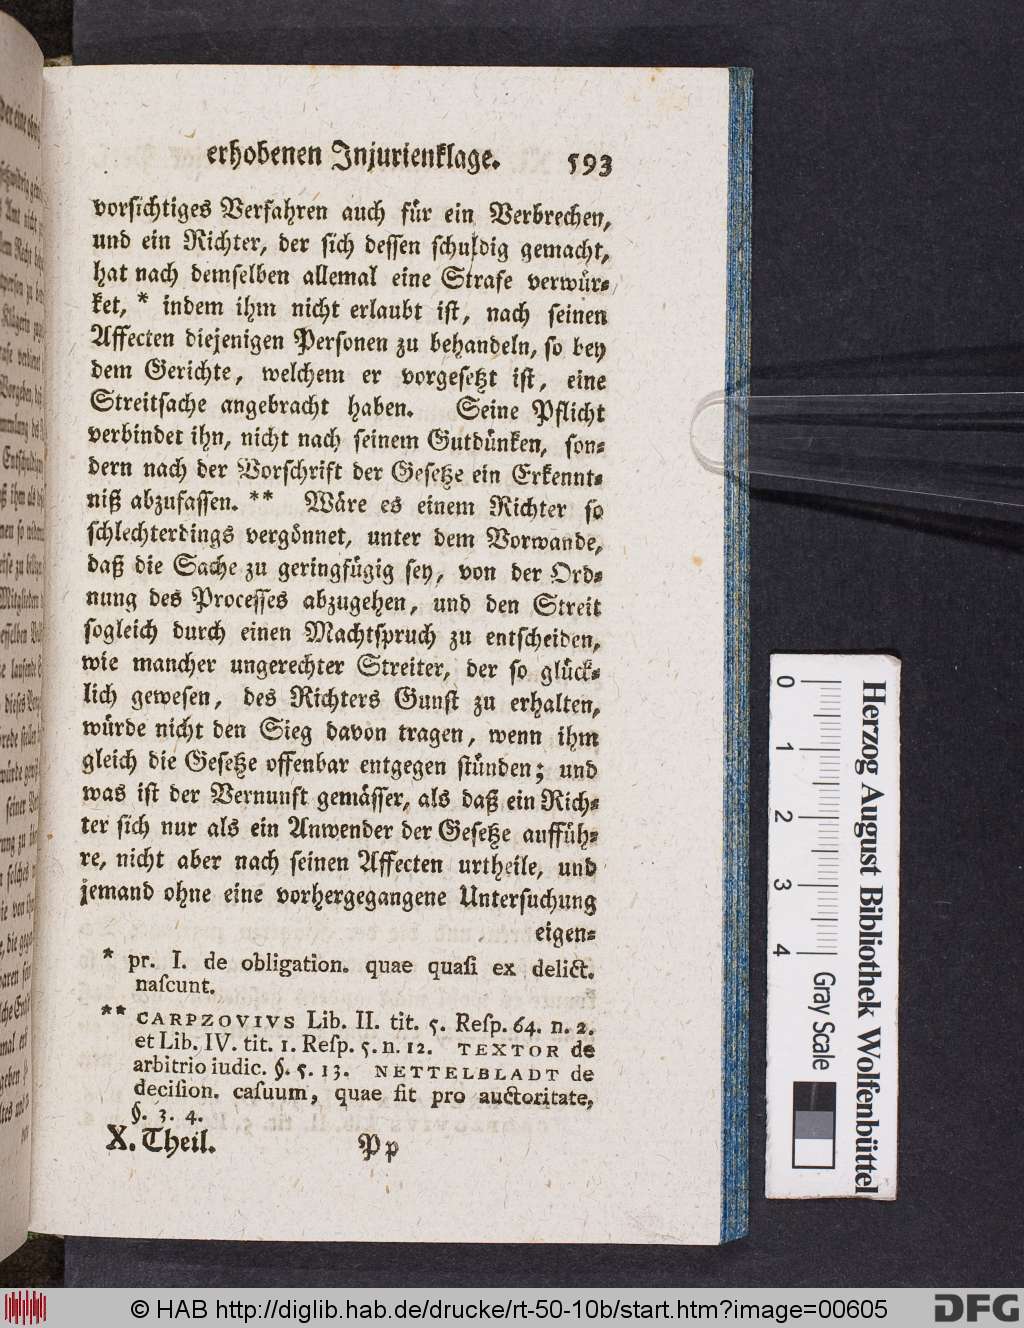 erhobenen Injurienklage. 593
vorsichtiges Verfahren auch für ein Verbrechen,
und ein Richter, der sich dessen schuldig gemacht,
hat nach demselben allemal eine Strafe verwür⸗
ket, * indem ihm nicht erlaubt ist, nach seinen
Affecten diejenigen Personen zu behandeln, so bey
dem Gerichte, welchem er vorgesetzt ist, eine
Streitsache angebracht haben. Seine Pflicht
verbindet ihn, nicht nach seinem Gutdünken, son⸗
dern nach der Vorschrift der Gesetze ein Erkennt⸗
niß abzufassen. ** Wäre es einem Richter so
schlechterdings vergönnet, unter dem Vorwande,
daß die Sache zu geringfügig sey, von der Ord⸗
nung des Processes abzugehen, und den Streit
sogleich durch einen Machtspruch zu entscheiden,
wie mancher ungerechter Streiter, der so glück⸗
lich gewesen, des Richters Gunst zu erhalten,
würde nicht den Sieg davon tragen, wenn ihm
gleich die Gesetze offenbar entgegen stünden; und
was ist der Vernunft gemässer, als daß ein Rich⸗
ter sich nur als ein Anwender der Gesetze auffüh⸗
re, nicht aber nach seinen Affecten urtheile, und
jemand ohne eine vorhergegangene Untersuchung
eigen⸗
* pr. I. de obligation. quae quaſi ex delict.
naſcunt.
** CARPZOVIVS Lib. II. tit. 5. Reſp. 64. n. 2.
et Lib. IV. tit. 1. Reſp. 5. n. 12. TEXTOR de
arbitrio iudic. §. 5. 13. NETTELBLADT de
deciſion. caſuum, quae fit pro auctoritate,
§. 3. 4.
X. Theil. Pp
0 1 2 3 4 Gray Scale
Herzog August Bibliothek Wolfenbüttel
© HAB http://diglib.hab.de/drucke/rt-50-10b/start.htm?image=00605
DFG